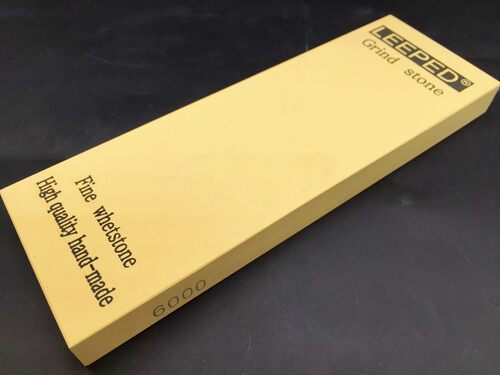 LEEPED®
Grind stone
Fine whetstone
High quality hand-made
6000